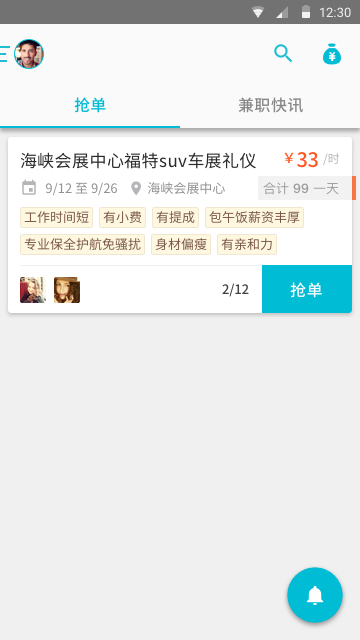 12:30
抢单 兼职快讯
海峡会展中心福特suv车展礼仪 ¥33 /时
9/12 至 9/26 海峡会展中心 合计 99 一天
工作时间短 有小费 有提成 包午饭薪资丰厚
专业保全护航免骚扰 身材偏瘦 有亲和力
2/12 抢单